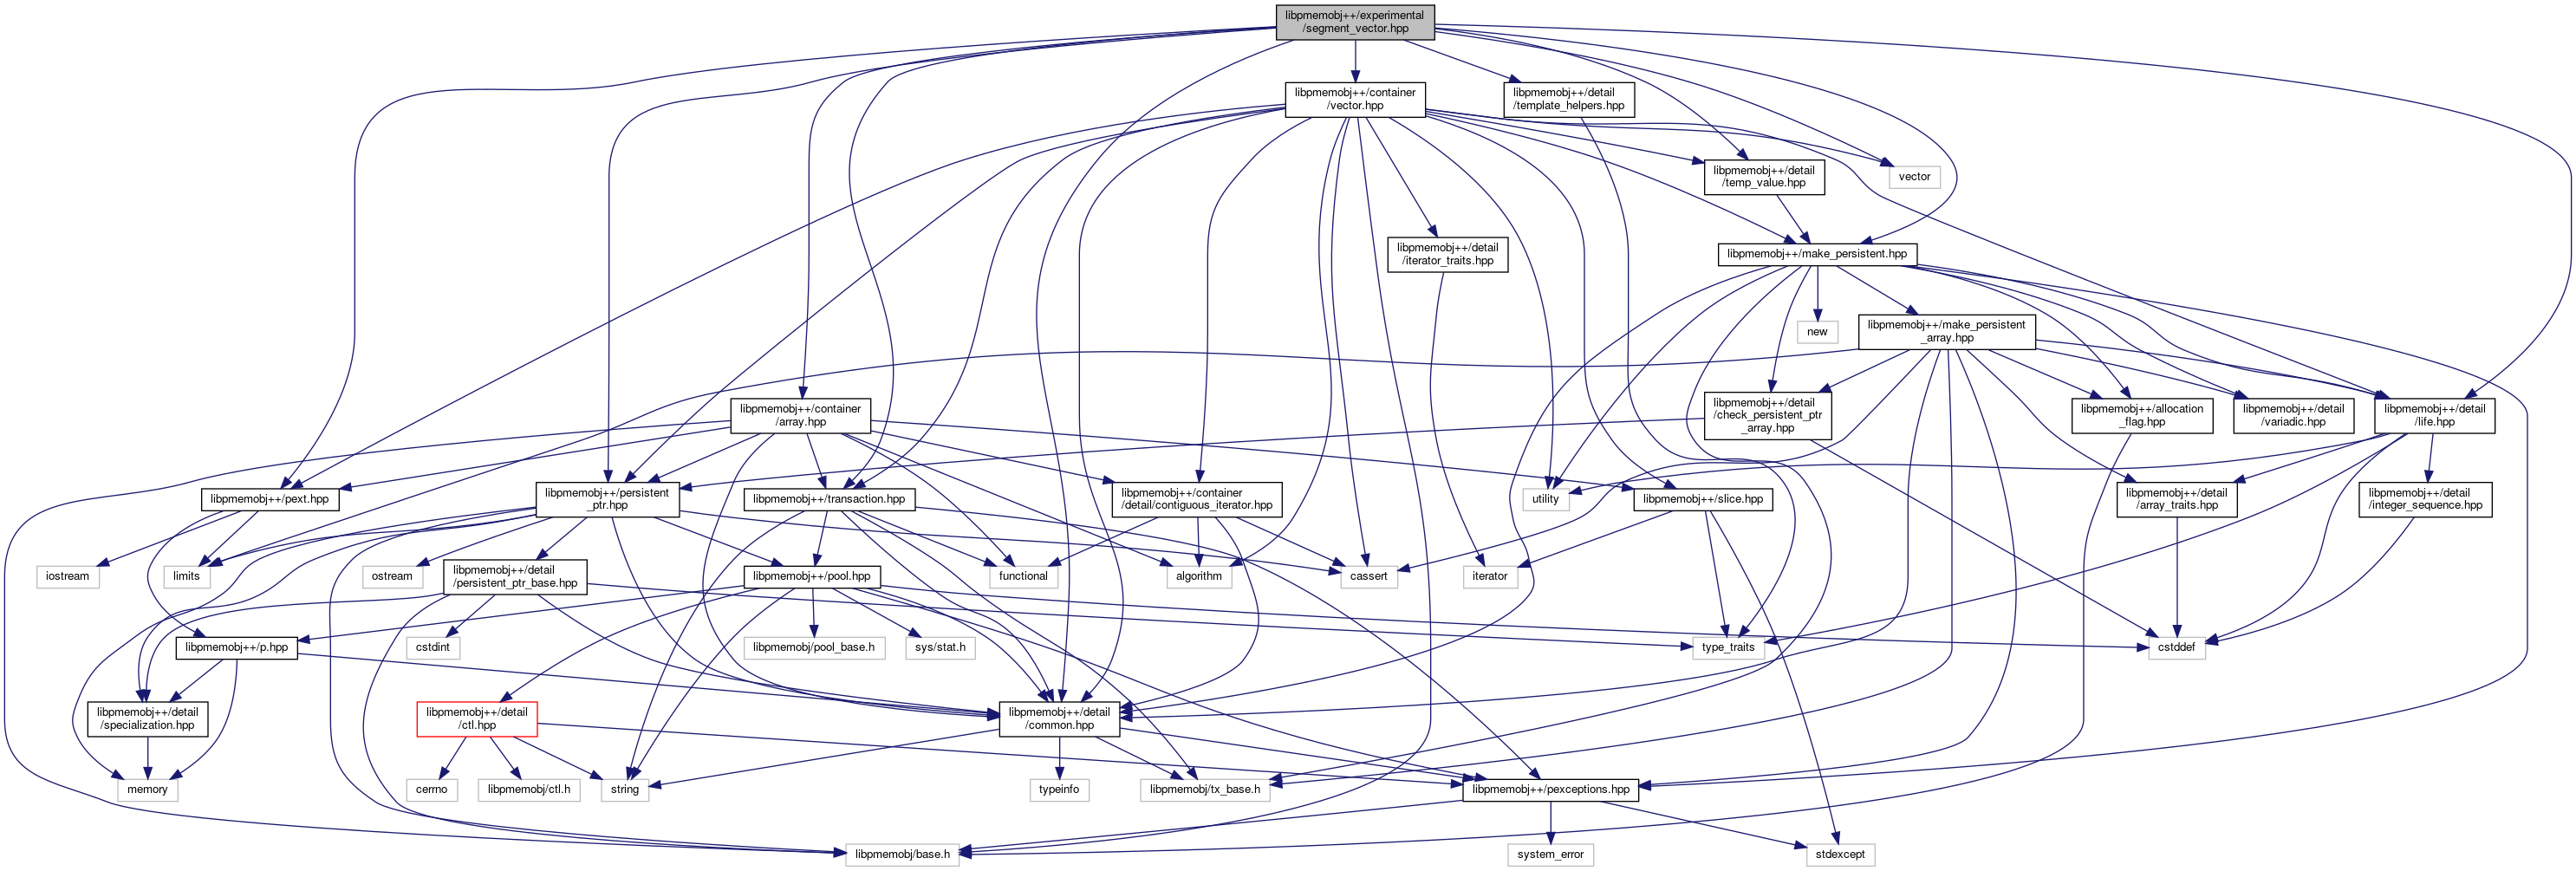 libpmemobj++/experimental
/segment_vector.hpp
libpmemobj++/container
/vector.hpp
libpmemobj++/detail
/template_helpers.hpp
libpmemobj++/detail
/temp_value.hpp
vector
libpmemobj++/detail
/iterator_traits.hpp
libpmemobj++/make_persistent.hpp
new
libpmemobj++/make_persistent
_array.hpp
libpmemobj++/container
/array.hpp
libpmemobj++/detail
/check_persistent_ptr
_array.hpp
libpmemobj++/allocation
_flag.hpp
libpmemobj++/detail
/variadic.hpp
libpmemobj++/detail
/life.hpp
libpmemobj++/pext.hpp
libpmemobj++/persistent
_ptr.hpp
libpmemobj++/transaction.hpp
libpmemobj++/container
/detail/contiguous_iterator.hpp
utility
libpmemobj++/slice.hpp
libpmemobj++/detail
/array_traits.hpp
libpmemobj++/detail
/integer_sequence.hpp
iostream
limits
ostream
libpmemobj++/detail
/persistent_ptr_base.hpp
libpmemobj++/pool.hpp
functional
algorithm
cassert
iterator
libpmemobj++/p.hpp
cstdint
libpmemobj/pool_base.h
sys/stat.h
type_traits
cstddef
libpmemobj++/detail
/specialization.hpp
libpmemobj++/detail
/ctl.hpp
libpmemobj++/detail
/common.hpp
memory
cerrno
libpmemobj/ctl.h
string
typeinfo
libpmemobj/tx_base.h
libpmemobj++/pexceptions.hpp
libpmemobj/base.h
system_error
stdexcept